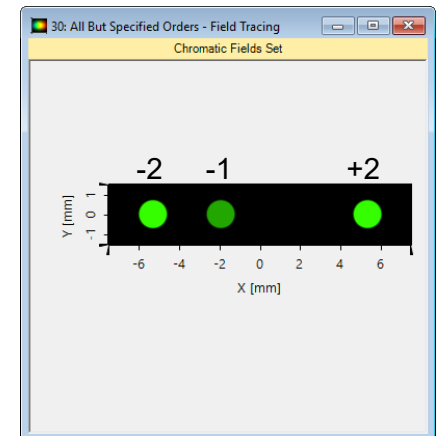 30: All But Specified Orders - Field Tracing
Chromatic Fields Set
-2 -1 +2
Y [mm]
1
0
-1
-6 -4 -2 0 2 4 6
X [mm]